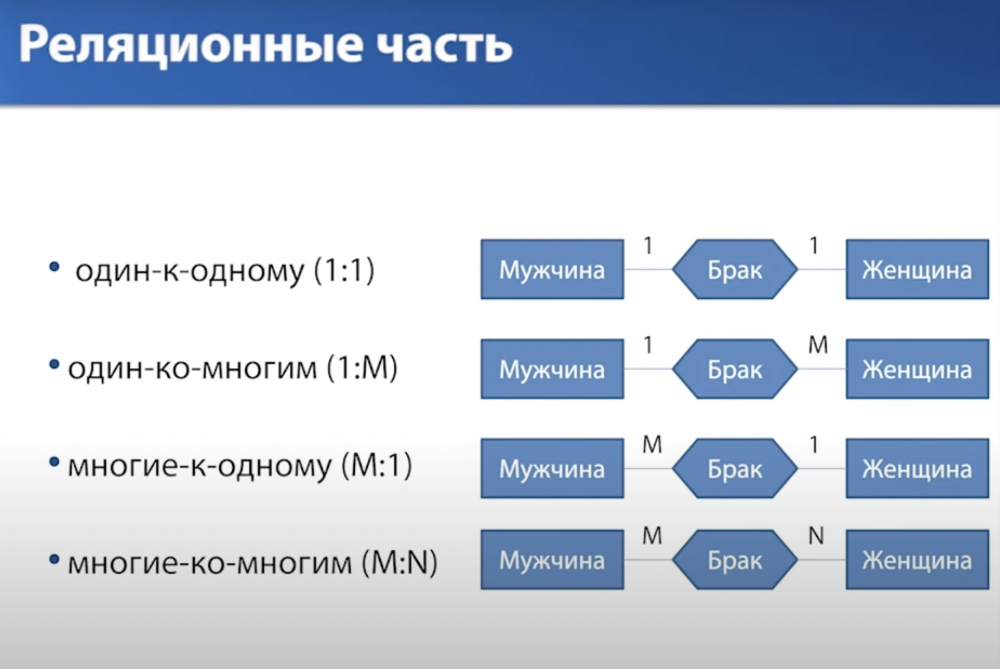 Реляционные часть
• один-к-одному (1:1)
Мужчина 1 Брак 1 Женщина
• один-ко-многим (1:М)
Мужчина 1 Брак М Женщина
• многие-к-одному (М:1)
Мужчина М Брак 1 Женщина
• многие-ко-многим (M:N)
Мужчина M Брак N Женщина